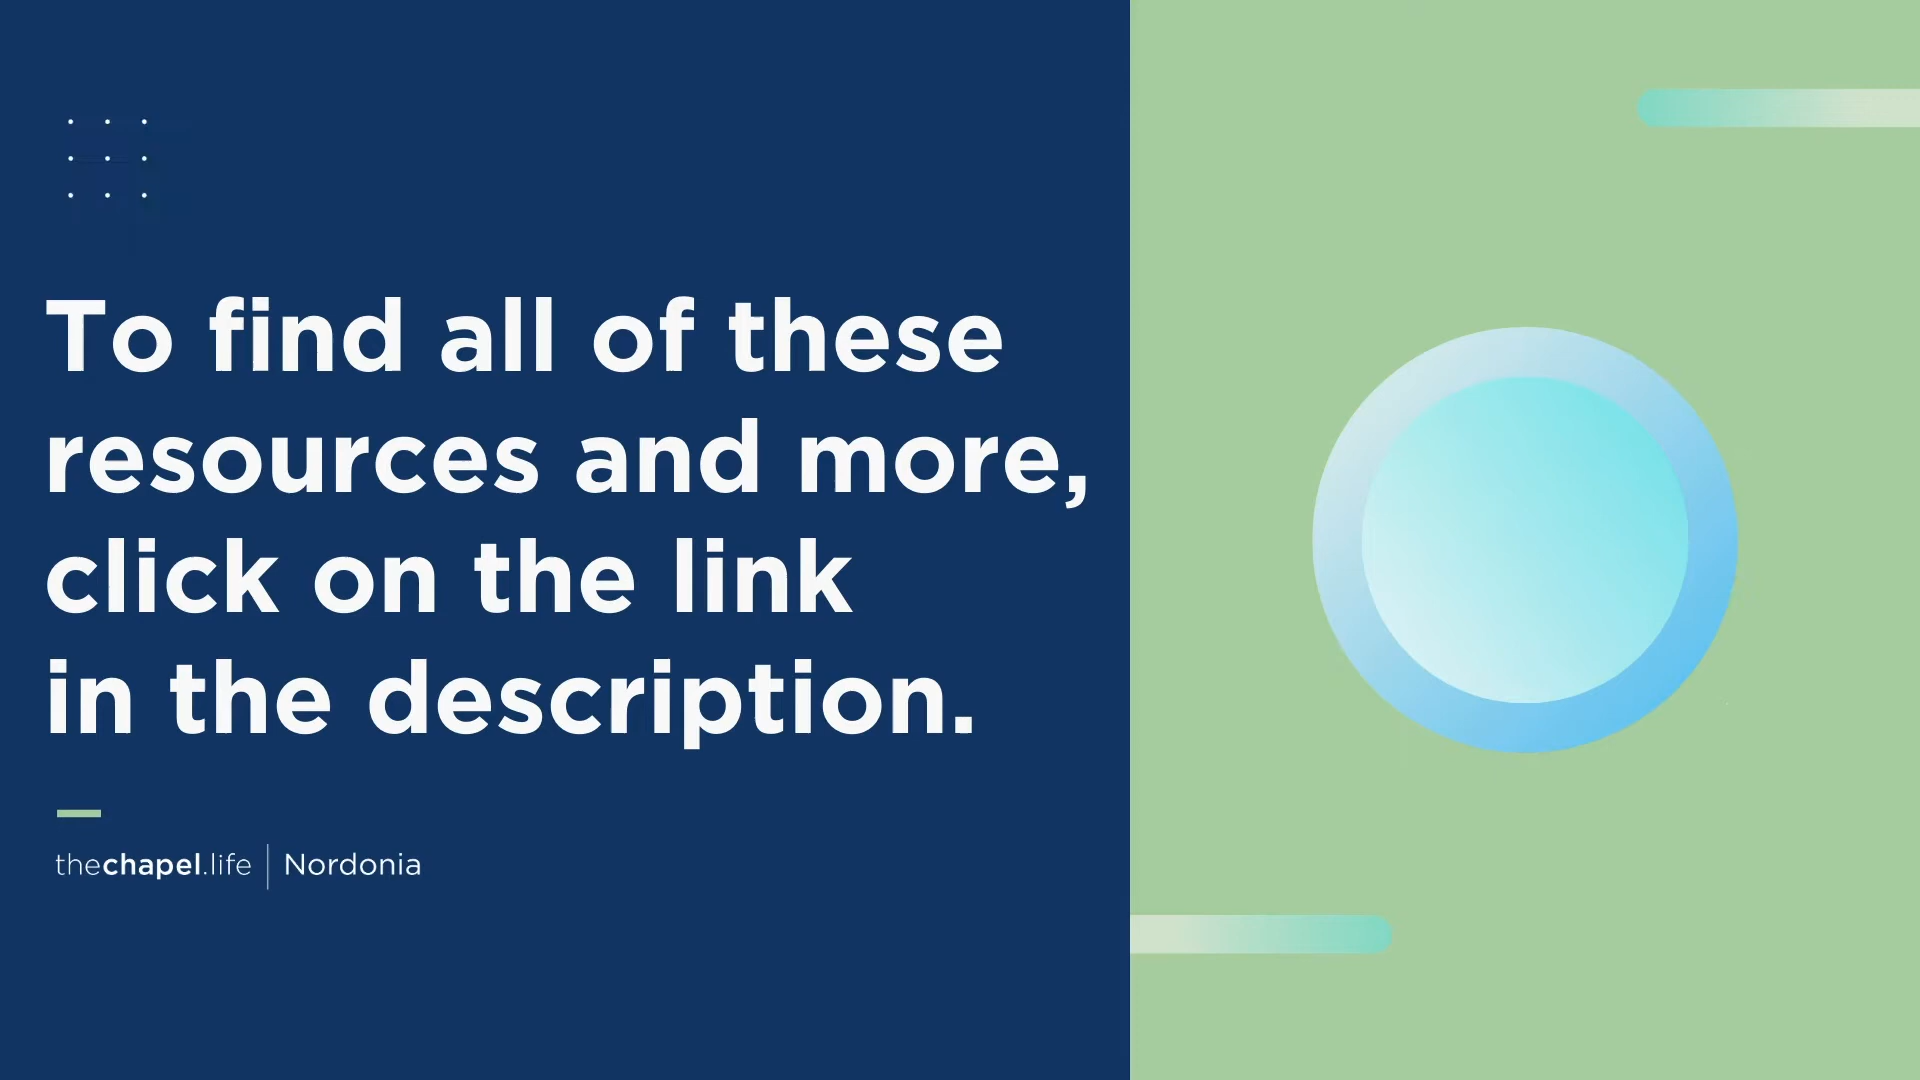 To find all of these
resources and more,
click on the link
in the description.
thechapel.life | Nordonia